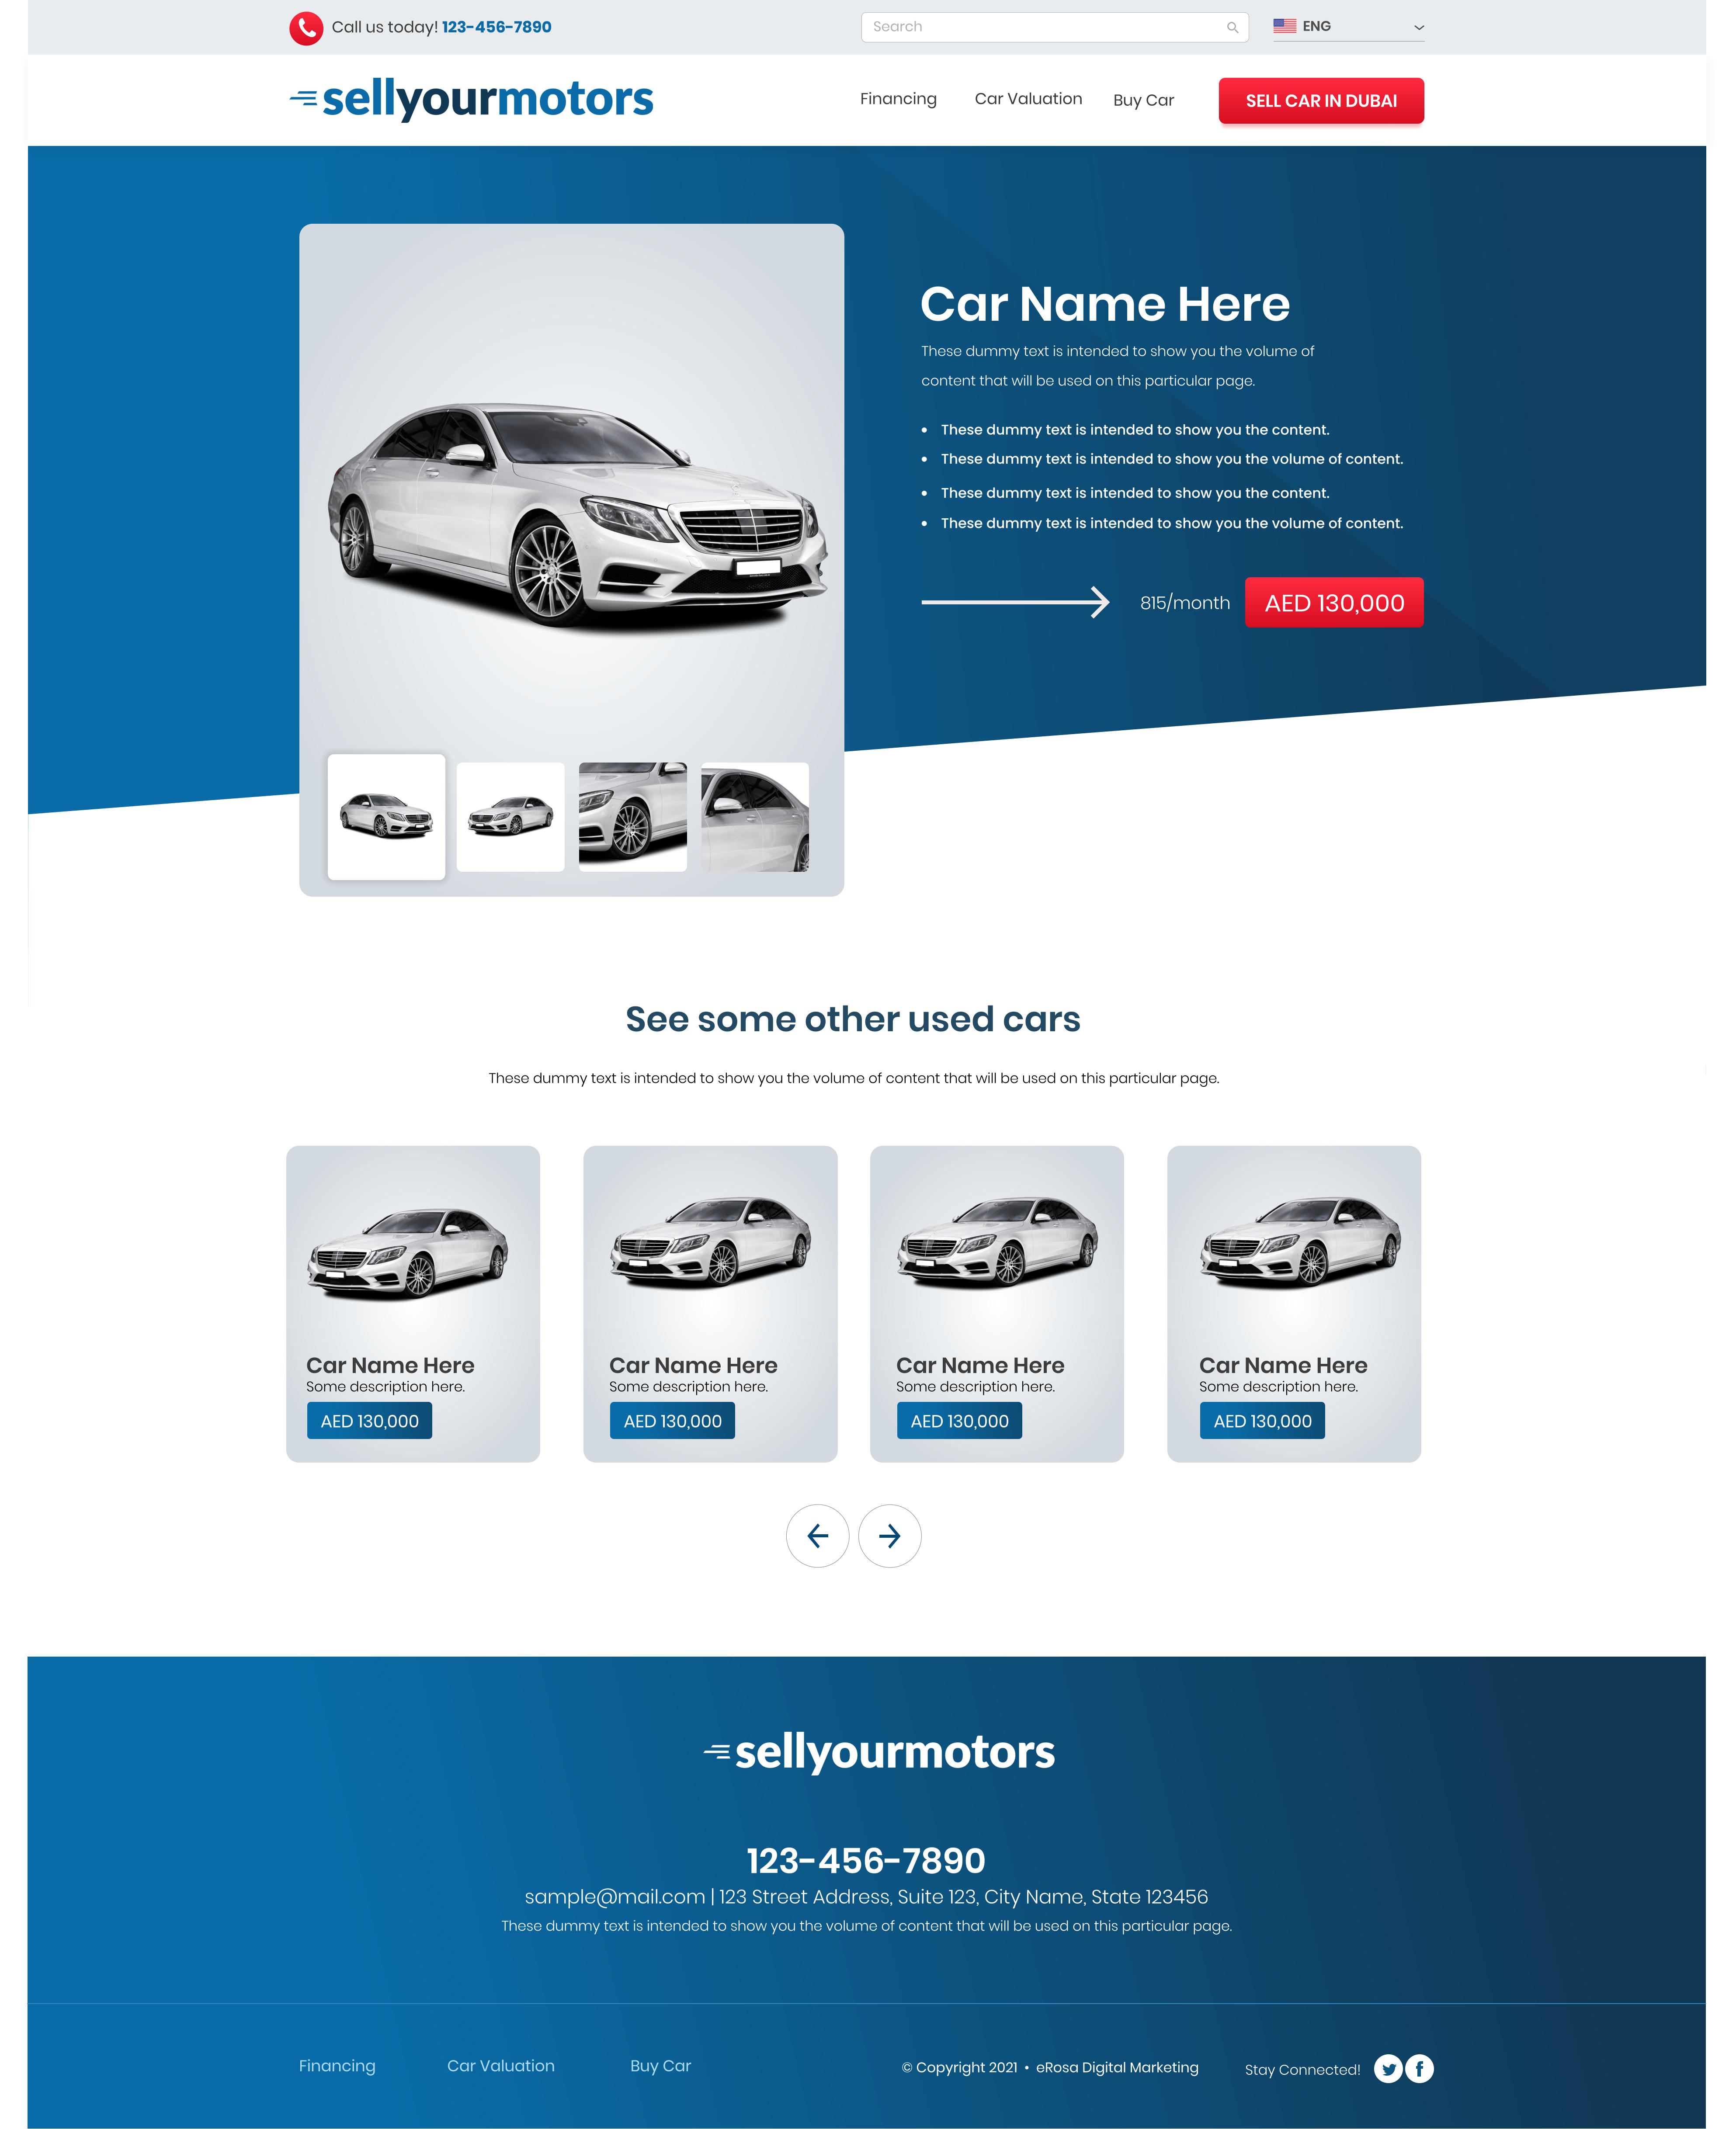 Call us today! 123-456-7890
Search
ENG
sellyourmotors
Financing
Car Valuation
Buy Car
SELL CAR IN DUBAI
Car Name Here
These dummy text is intended to show you the volume of
content that will be used on this particular page.
• These dummy text is intended to show you the content.
• These dummy text is intended to show you the volume of content.
• These dummy text is intended to show you the content.
• These dummy text is intended to show you the volume of content.
815/month
AED 130,000
See some other used cars
These dummy text is intended to show you the volume of content that will be used on this particular page.
Car Name Here
Some description here.
AED 130,000
Car Name Here
Some description here.
AED 130,000
Car Name Here
Some description here.
AED 130,000
Car Name Here
Some description here.
AED 130,000
sellyourmotors
123-456-7890
sample@mail.com | 123 Street Address, Suite 123, City Name, State 123456
These dummy text is intended to show you the volume of content that will be used on this particular page.
Financing
Car Valuation
Buy Car
© Copyright 2021 • eRosa Digital Marketing
Stay Connected!